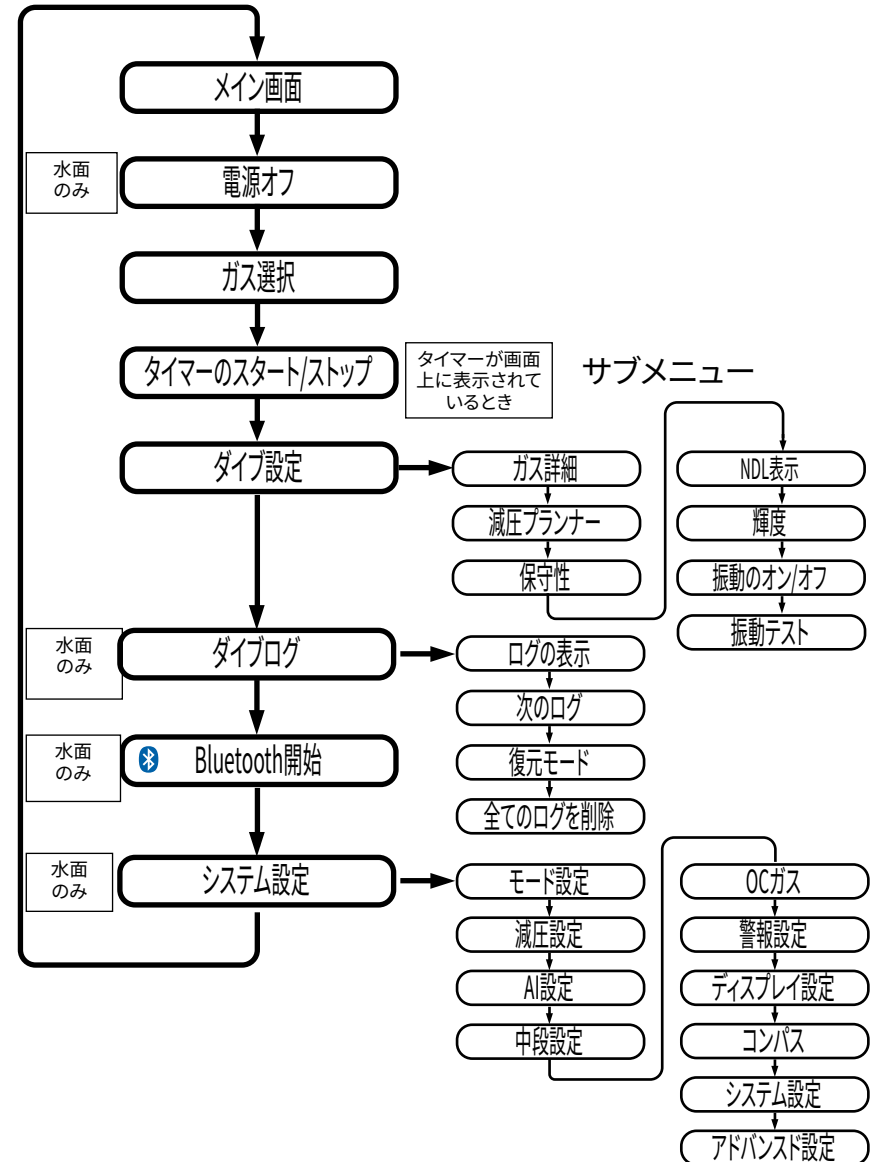 メイン画面
水面
のみ
電源オフ
ガス選択
タイマーのスタート/ストップ
タイマーが画面
上に表示されて
いるとき
サブメニュー
ダイブ設定
ガス詳細
減圧プランナー
保守性
NDL表示
輝度
振動のオン/オフ
振動テスト
水面
のみ
ダイブログ
ログの表示
次のログ
復元モード
全てのログを削除
水面
のみ
Bluetooth開始
水面
のみ
システム設定
モード設定
減圧設定
AI設定
中段設定
OCガス
警報設定
ディスプレイ設定
コンパス
システム設定
アドバンスド設定